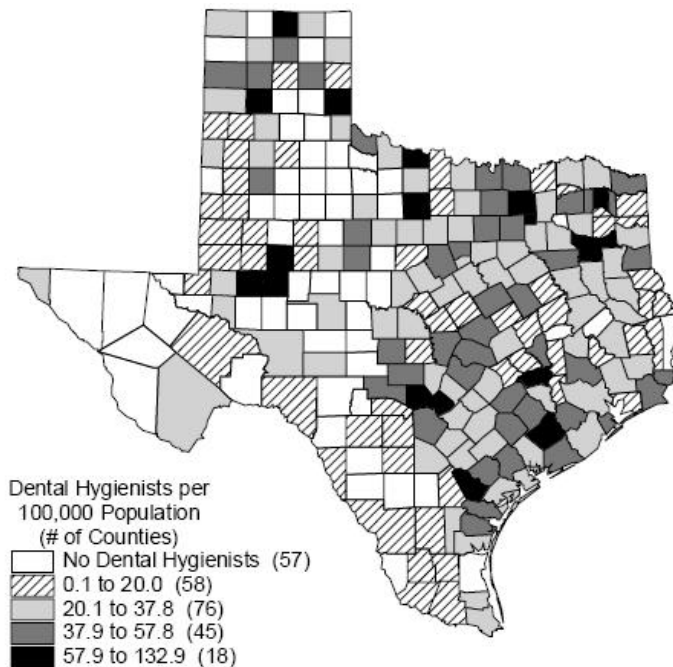 Dental Hygienists per
100,000 Population
(# of Counties)
No Dental Hygienists (57)
0.1 to 20.0 (58)
20.1 to 37.8 (76)
37.9 to 57.8 (45)
57.9 to 132.9 (18)